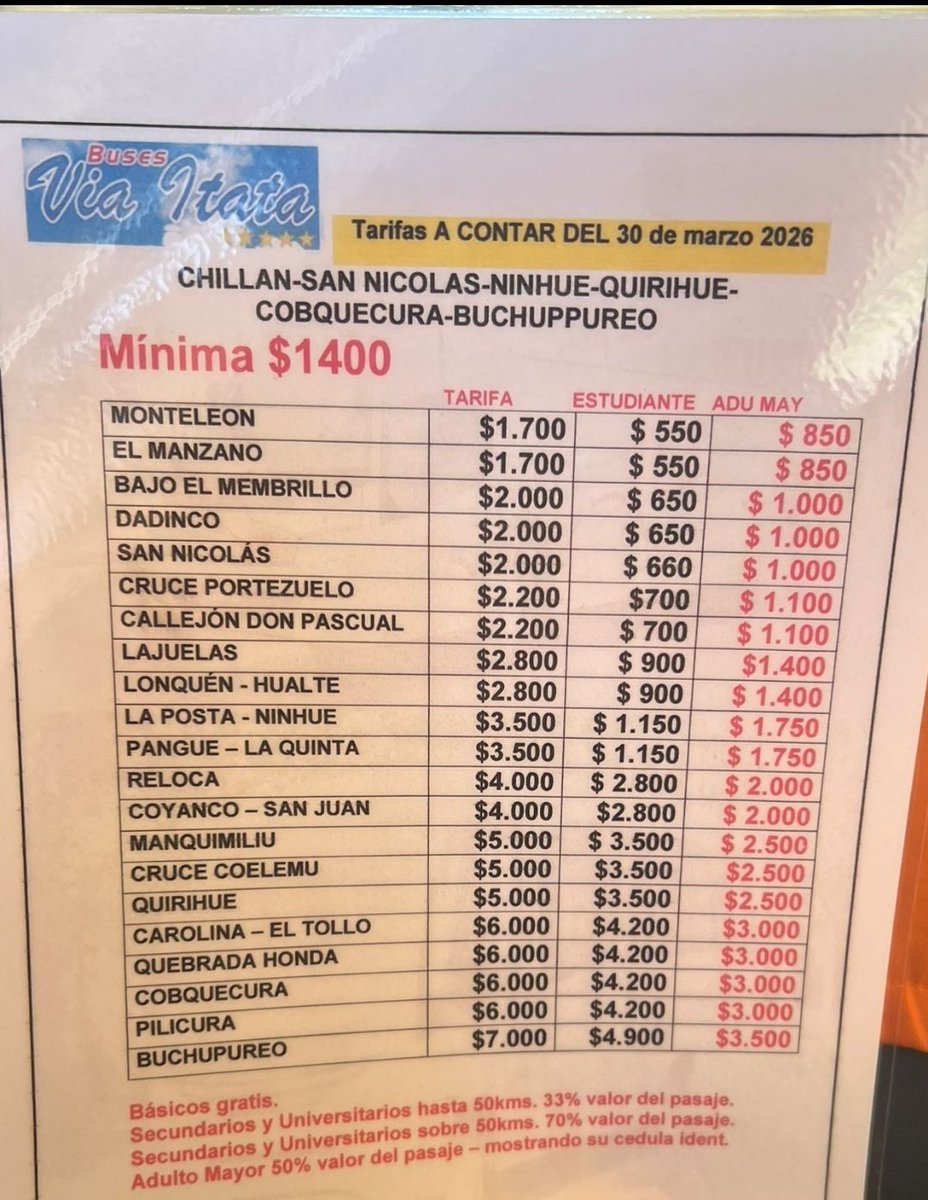 Buses
Via Itata
Tarifas A CONTAR DEL 30 de marzo 2026
CHILLAN-SAN NICOLAS-NINHUE-QUIRIHUE-
COBQUECURA-BUCHUPPUREO
Mínima $1400
TARIFA ESTUDIANTE ADU MAY
MONTELEON $1.700 $ 550 $ 850
EL MANZANO $1.700 $ 550 $ 850
BAJO EL MEMBRILLO $2.000 $ 650 $ 1.000
DADINCO $2.000 $ 650 $ 1.000
SAN NICOLÁS $2.000 $ 660 $ 1.000
CRUCE PORTEZUELO $2.200 $700 $ 1.100
CALLEJÓN DON PASCUAL $2.200 $ 700 $ 1.100
LAJUELAS $2.800 $ 900 $1.400
LONQUÉN - HUALTE $2.800 $ 900 $ 1.400
LA POSTA - NINHUE $3.500 $ 1.150 $ 1.750
PANGUE – LA QUINTA $3.500 $ 1.150 $ 1.750
RELOCA $4.000 $ 2.800 $ 2.000
COYANCO – SAN JUAN $4.000 $2.800 $ 2.000
MANQUIMILIU $5.000 $ 3.500 $ 2.500
CRUCE COELEMU $5.000 $3.500 $2.500
QUIRIHUE $5.000 $3.500 $2.500
CAROLINA – EL TOLLO $6.000 $4.200 $3.000
QUEBRADA HONDA $6.000 $4.200 $3.000
COBQUECURA $6.000 $4.200 $3.000
PILICURA $6.000 $4.200 $3.000
BUCHUPUREO $7.000 $4.900 $3.500
Básicos gratis.
Secundarios y Universitarios hasta 50kms. 33% valor del pasaje.
Secundarios y Universitarios sobre 50kms. 70% valor del pasaje.
Adulto Mayor 50% valor del pasaje – mostrando su cedula ident.